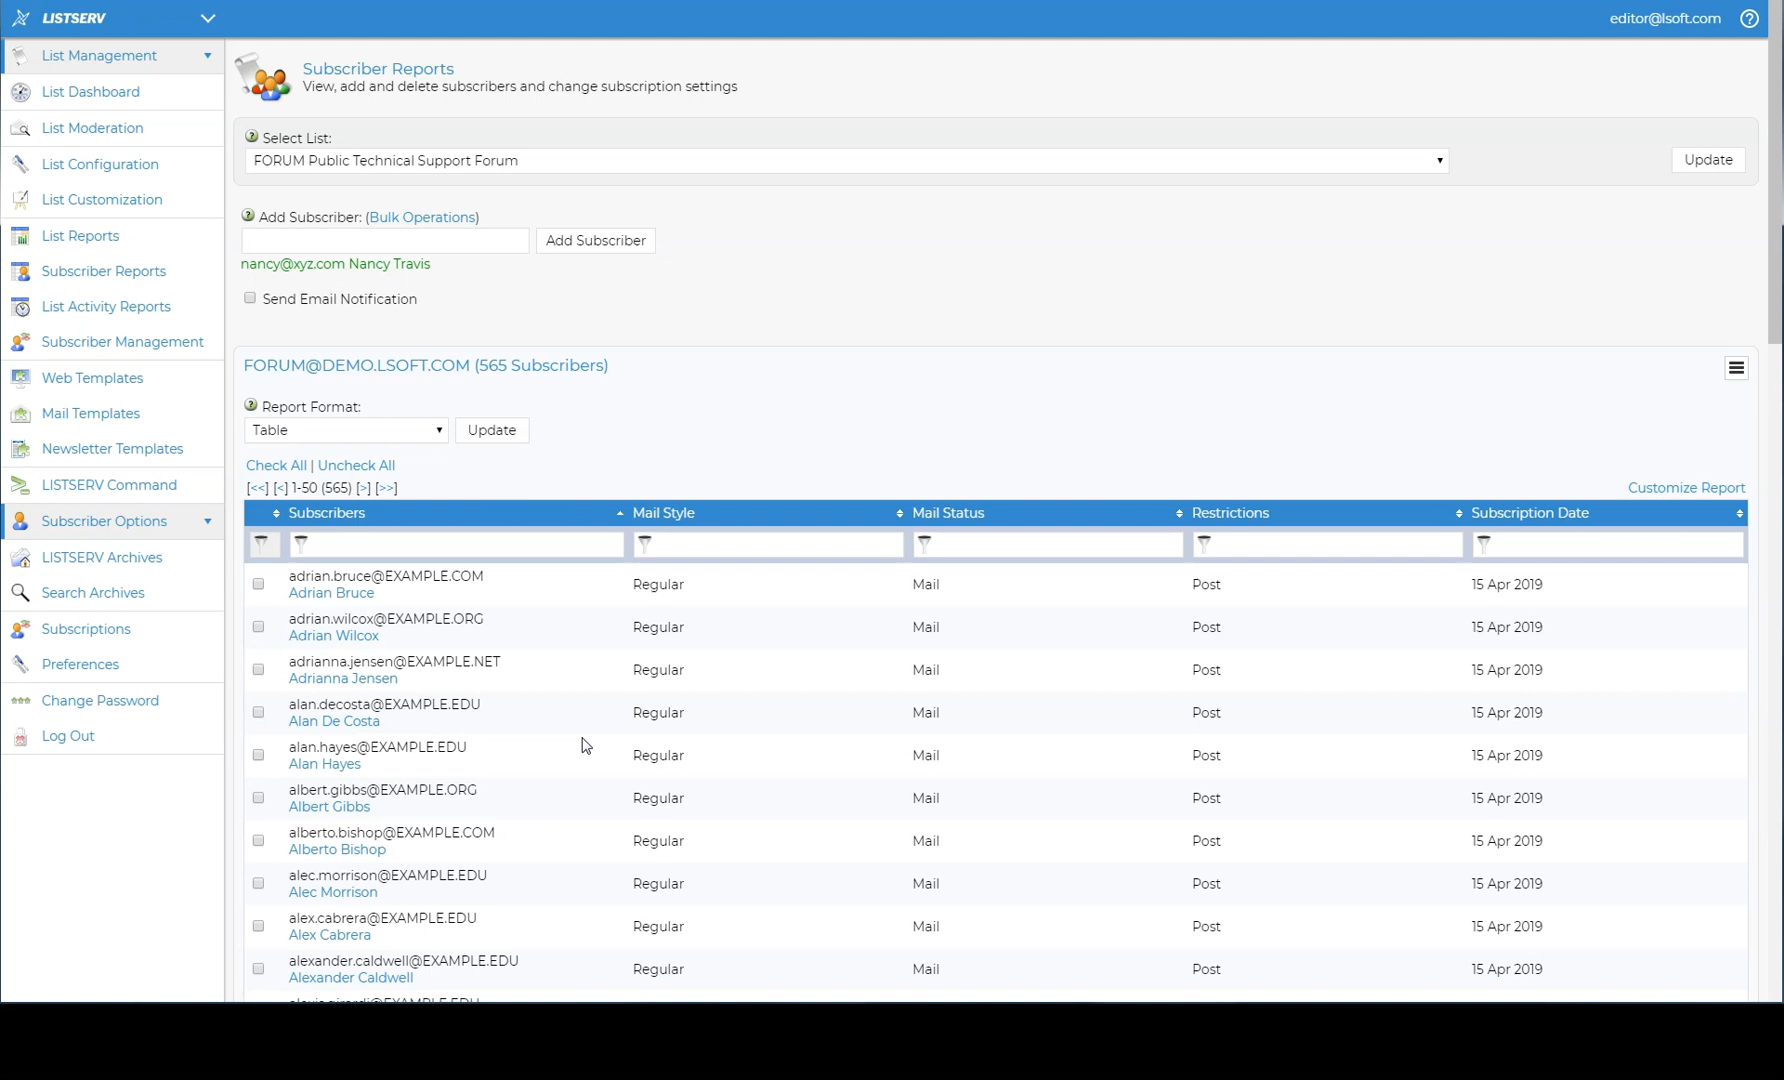 LISTSERV
editor@lsoft.com
List Management
List Dashboard
List Moderation
List Configuration
List Customization
List Reports
Subscriber Reports
List Activity Reports
Subscriber Management
Web Templates
Mail Templates
Newsletter Templates
LISTSERV Command
Subscriber Options
LISTSERV Archives
Search Archives
Subscriptions
Preferences
Change Password
Log Out
Subscriber Reports
View, add and delete subscribers and change subscription settings
Select List:
FORUM Public Technical Support Forum
Update
Add Subscriber: (Bulk Operations)
Add Subscriber
nancy@xyz.com Nancy Travis
Send Email Notification
FORUM@DEMO.LSOFT.COM (565 Subscribers)
Report Format:
Table
Update
Check All | Uncheck All
[<<] [<] 1-50 (565) [>] [>>]
Customize Report
Subscribers Mail Style Mail Status Restrictions Subscription Date
adrian.bruce@EXAMPLE.COM
Adrian Bruce
Regular Mail Post 15 Apr 2019
adrian.wilcox@EXAMPLE.ORG
Adrian Wilcox
Regular Mail Post 15 Apr 2019
adrianna.jensen@EXAMPLE.NET
Adrianna Jensen
Regular Mail Post 15 Apr 2019
alan.decosta@EXAMPLE.EDU
Alan De Costa
Regular Mail Post 15 Apr 2019
alan.hayes@EXAMPLE.EDU
Alan Hayes
Regular Mail Post 15 Apr 2019
albert.gibbs@EXAMPLE.ORG
Albert Gibbs
Regular Mail Post 15 Apr 2019
alberto.bishop@EXAMPLE.COM
Alberto Bishop
Regular Mail Post 15 Apr 2019
alec.morrison@EXAMPLE.EDU
Alec Morrison
Regular Mail Post 15 Apr 2019
alex.cabrera@EXAMPLE.EDU
Alex Cabrera
Regular Mail Post 15 Apr 2019
alexander.caldwell@EXAMPLE.EDU
Alexander Caldwell
Regular Mail Post 15 Apr 2019